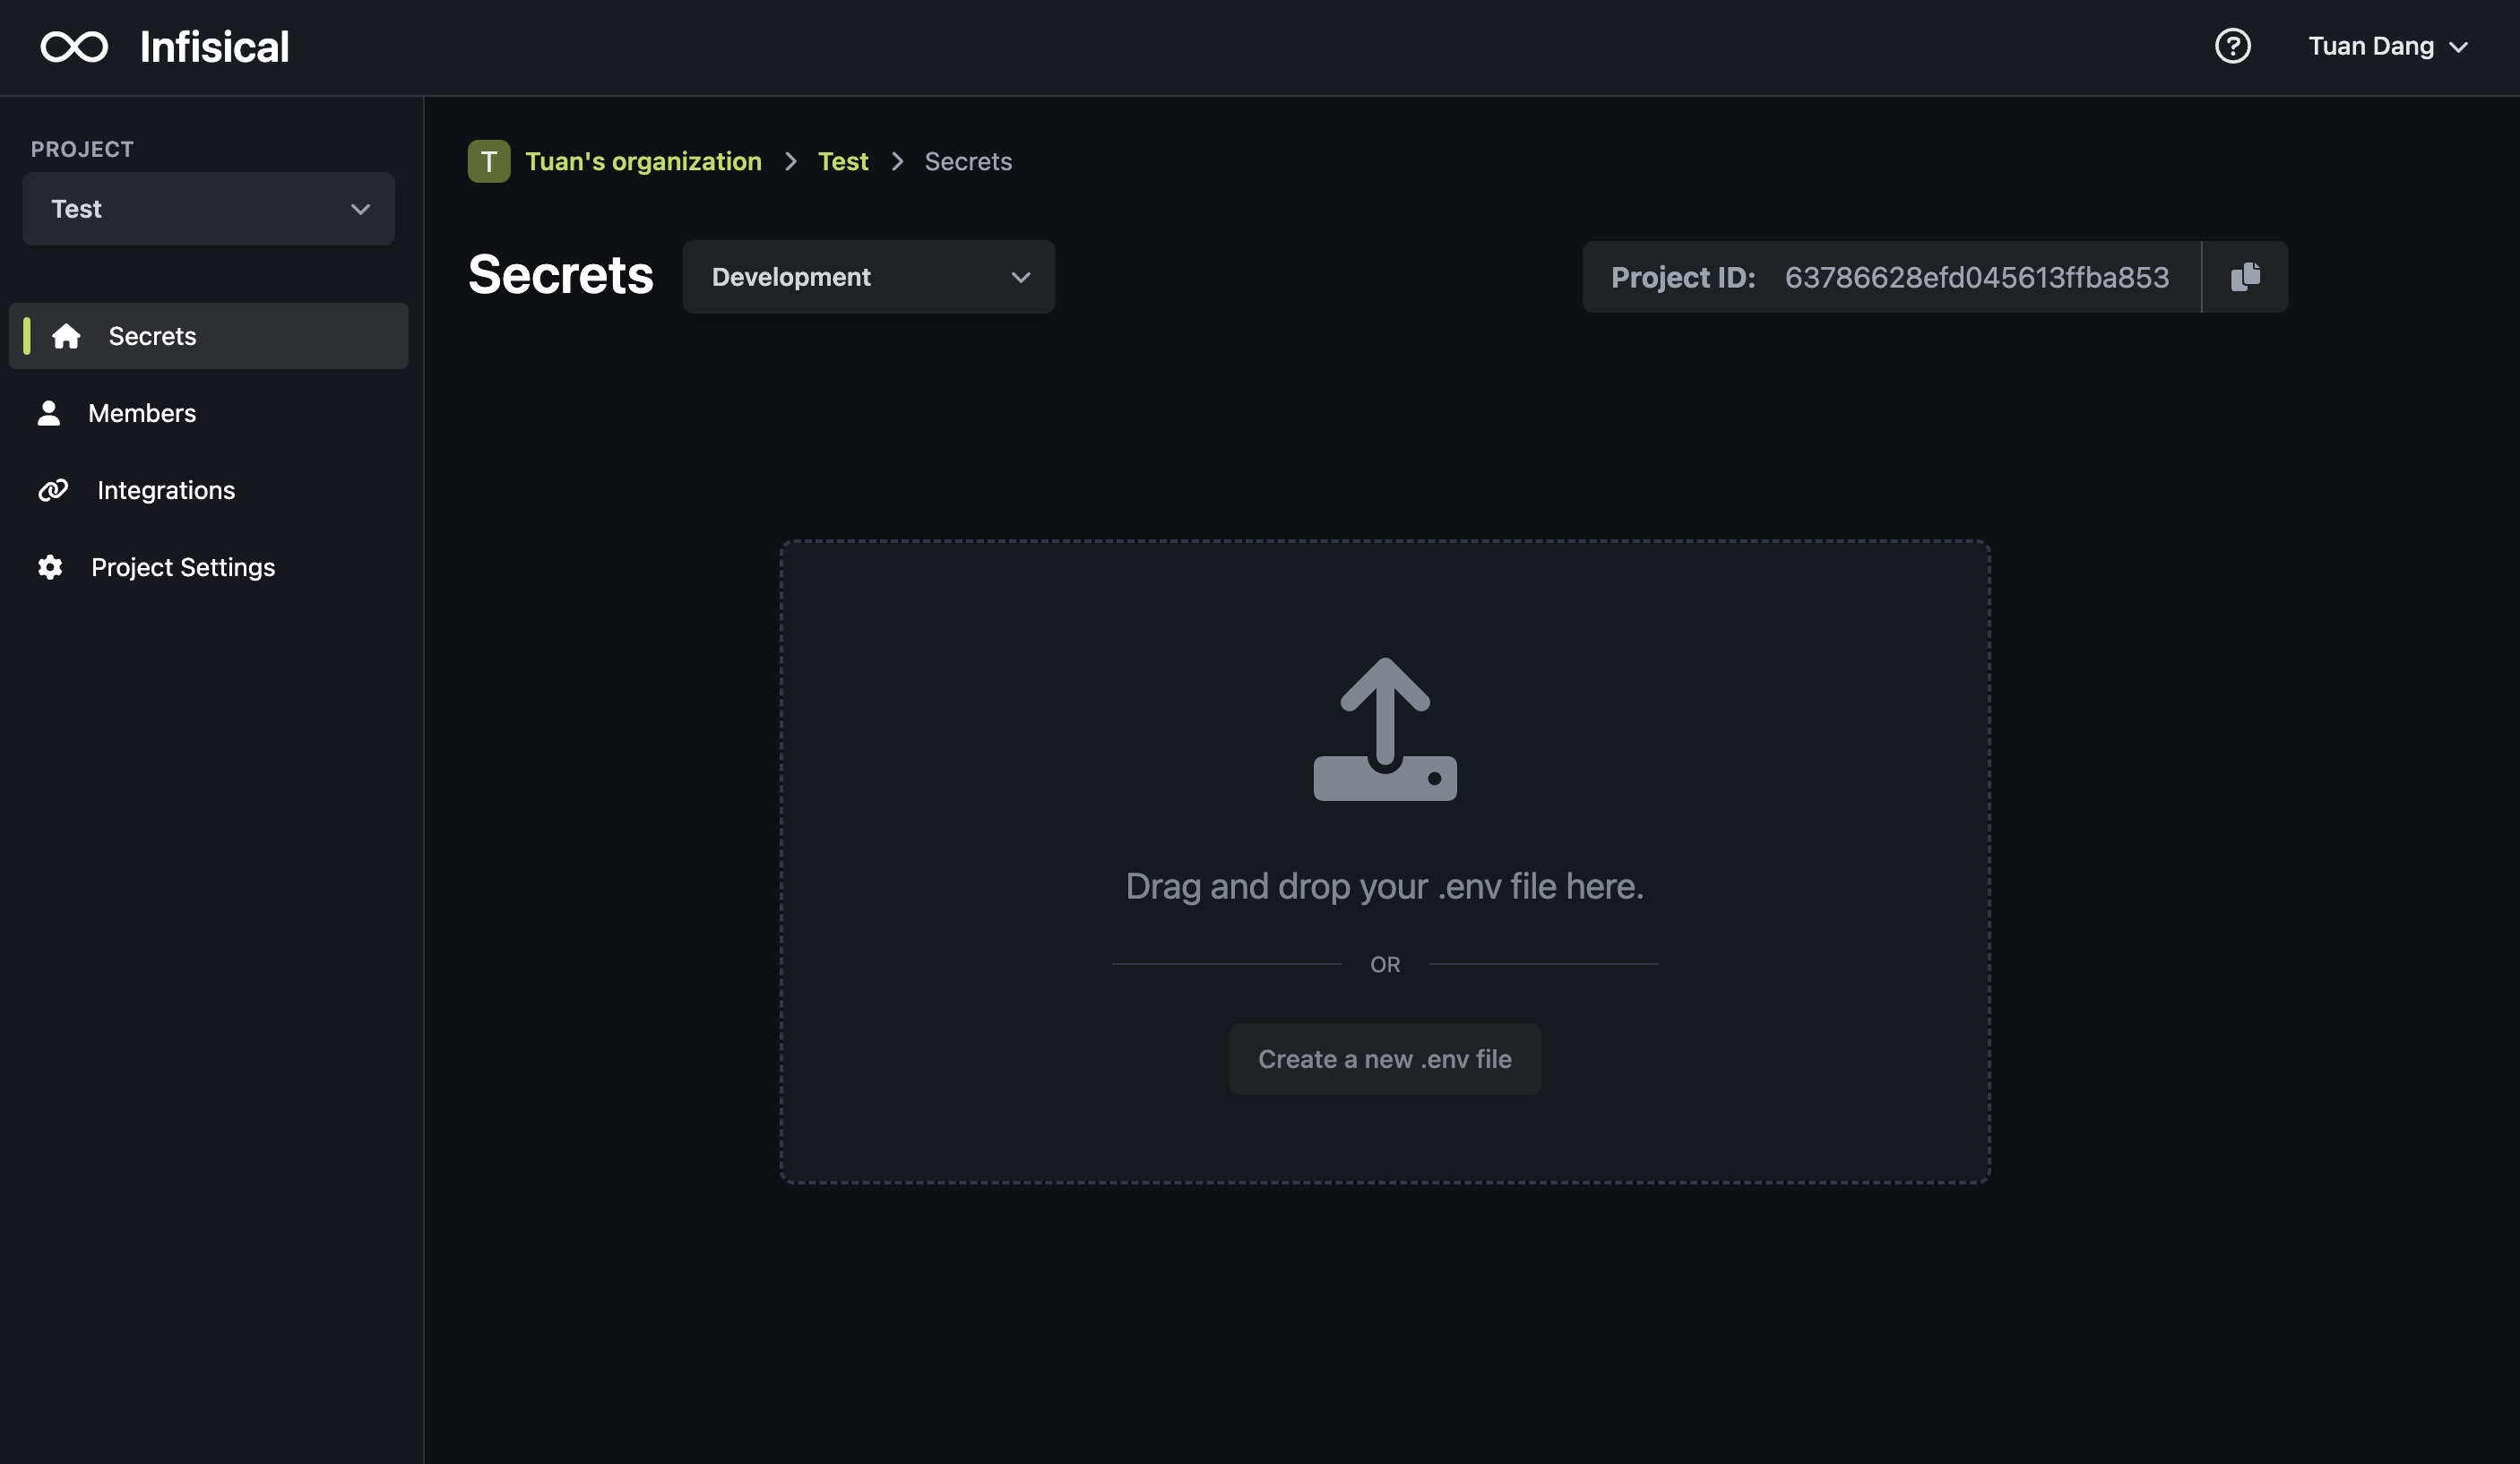 Infisical
?
Tuan Dang
PROJECT
Test
Secrets
Members
Integrations
Project Settings
T Tuan's organization > Test > Secrets
Secrets
Development
Project ID: 63786628efd045613ffba853
Drag and drop your .env file here.
OR
Create a new .env file